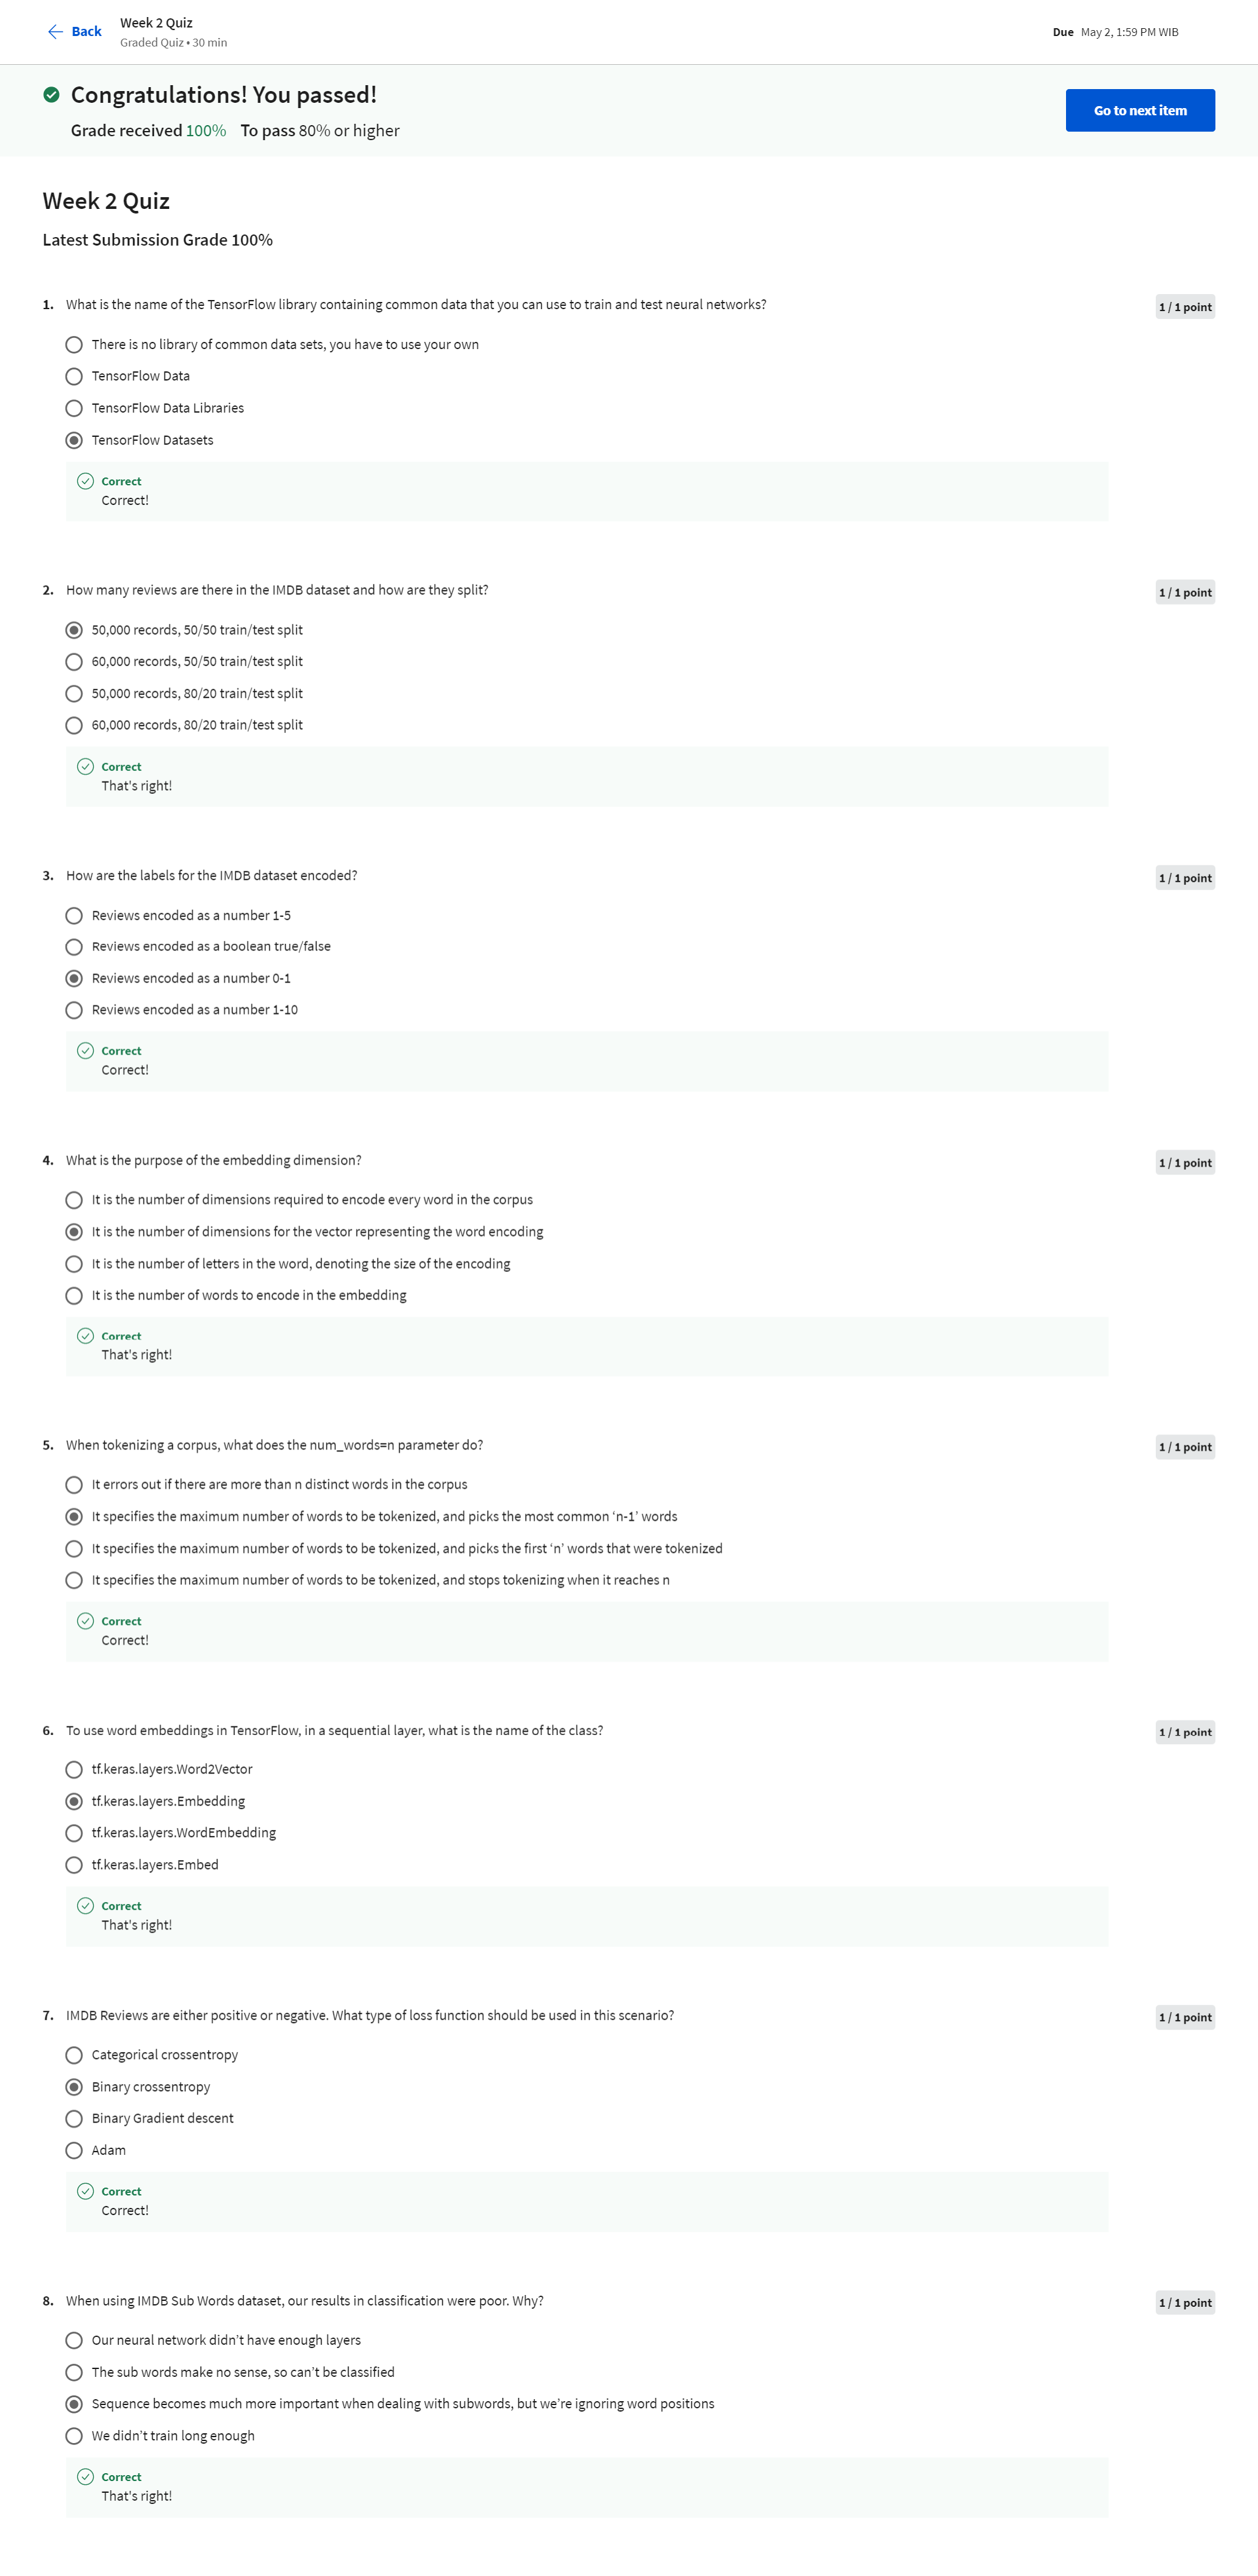 Back
Week 2 Quiz
Graded Quiz • 30 min
Due May 2, 1:59 PM WIB
Congratulations! You passed!
Grade received 100% To pass 80% or higher
Go to next item
Week 2 Quiz
Latest Submission Grade 100%
1. What is the name of the TensorFlow library containing common data that you can use to train and test neural networks?
1 / 1 point
There is no library of common data sets, you have to use your own
TensorFlow Data
TensorFlow Data Libraries
TensorFlow Datasets
Correct
Correct!
2. How many reviews are there in the IMDB dataset and how are they split?
1 / 1 point
50,000 records, 50/50 train/test split
60,000 records, 50/50 train/test split
50,000 records, 80/20 train/test split
60,000 records, 80/20 train/test split
Correct
That's right!
3. How are the labels for the IMDB dataset encoded?
1 / 1 point
Reviews encoded as a number 1-5
Reviews encoded as a boolean true/false
Reviews encoded as a number 0-1
Reviews encoded as a number 1-10
Correct
Correct!
4. What is the purpose of the embedding dimension?
1 / 1 point
It is the number of dimensions required to encode every word in the corpus
It is the number of dimensions for the vector representing the word encoding
It is the number of letters in the word, denoting the size of the encoding
It is the number of words to encode in the embedding
Correct
That's right!
5. When tokenizing a corpus, what does the num_words=n parameter do?
1 / 1 point
It errors out if there are more than n distinct words in the corpus
It specifies the maximum number of words to be tokenized, and picks the most common ‘n-1’ words
It specifies the maximum number of words to be tokenized, and picks the first ‘n’ words that were tokenized
It specifies the maximum number of words to be tokenized, and stops tokenizing when it reaches n
Correct
Correct!
6. To use word embeddings in TensorFlow, in a sequential layer, what is the name of the class?
1 / 1 point
tf.keras.layers.Word2Vector
tf.keras.layers.Embedding
tf.keras.layers.WordEmbedding
tf.keras.layers.Embed
Correct
That's right!
7. IMDB Reviews are either positive or negative. What type of loss function should be used in this scenario?
1 / 1 point
Categorical crossentropy
Binary crossentropy
Binary Gradient descent
Adam
Correct
Correct!
8. When using IMDB Sub Words dataset, our results in classification were poor. Why?
1 / 1 point
Our neural network didn’t have enough layers
The sub words make no sense, so can’t be classified
Sequence becomes much more important when dealing with subwords, but we’re ignoring word positions
We didn’t train long enough
Correct
That's right!